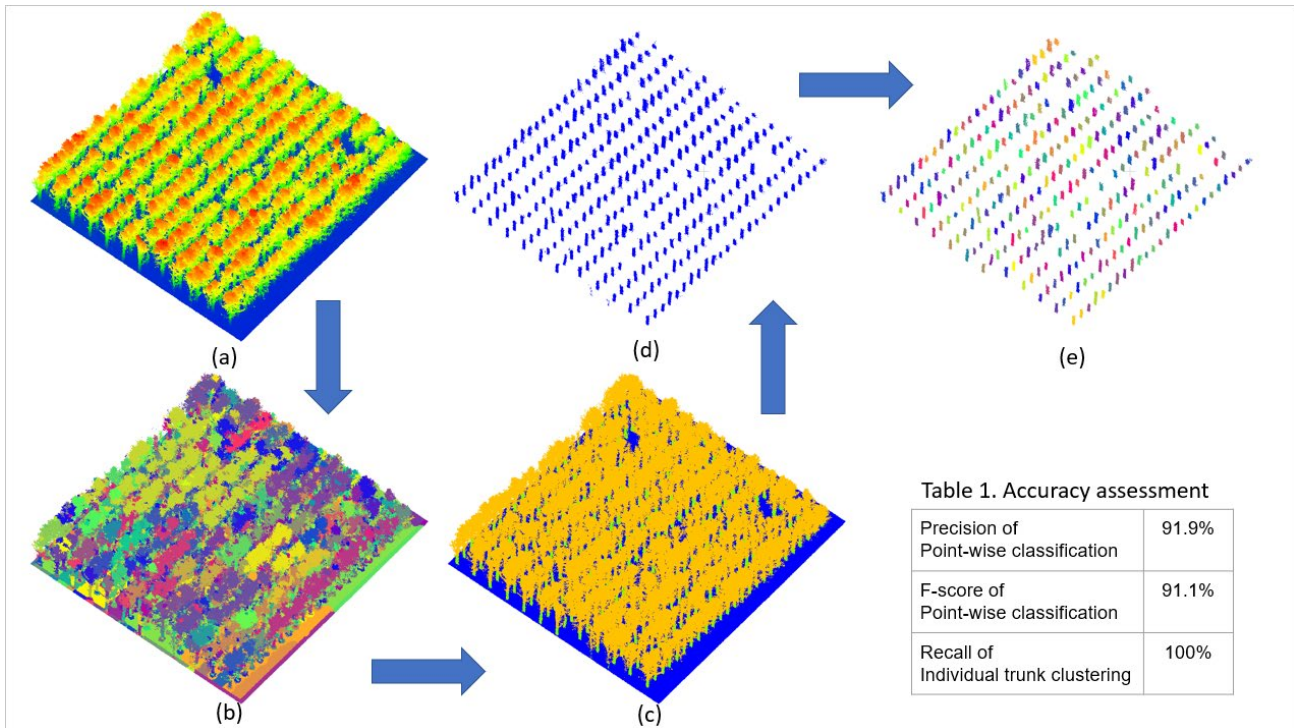 (a)
(d)
(e)
(b)
(c)
Table 1. Accuracy assessment
Precision of
Point-wise classification
91.9%
F-score of
Point-wise classification
91.1%
Recall of
Individual trunk clustering
100%